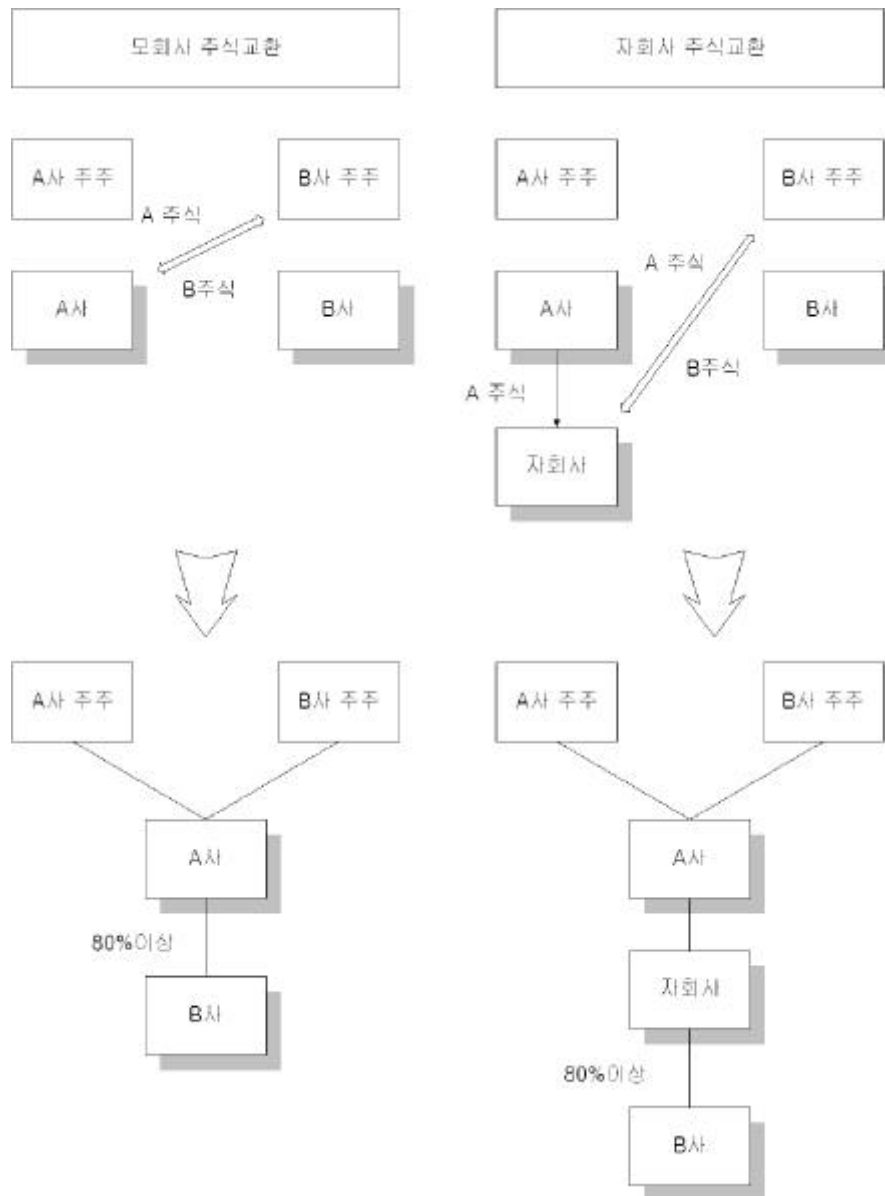 모회사 주식교환
자회사 주식교환
A사 주주
B사 주주
A 주식
B주식
A사
B사
A사 주주
B사 주주
A 주식
A사
B사
B주식
A 주식
자회사
A사 주주
B사 주주
A사
80%이상
B사
A사 주주
B사 주주
A사
자회사
80%이상
B사